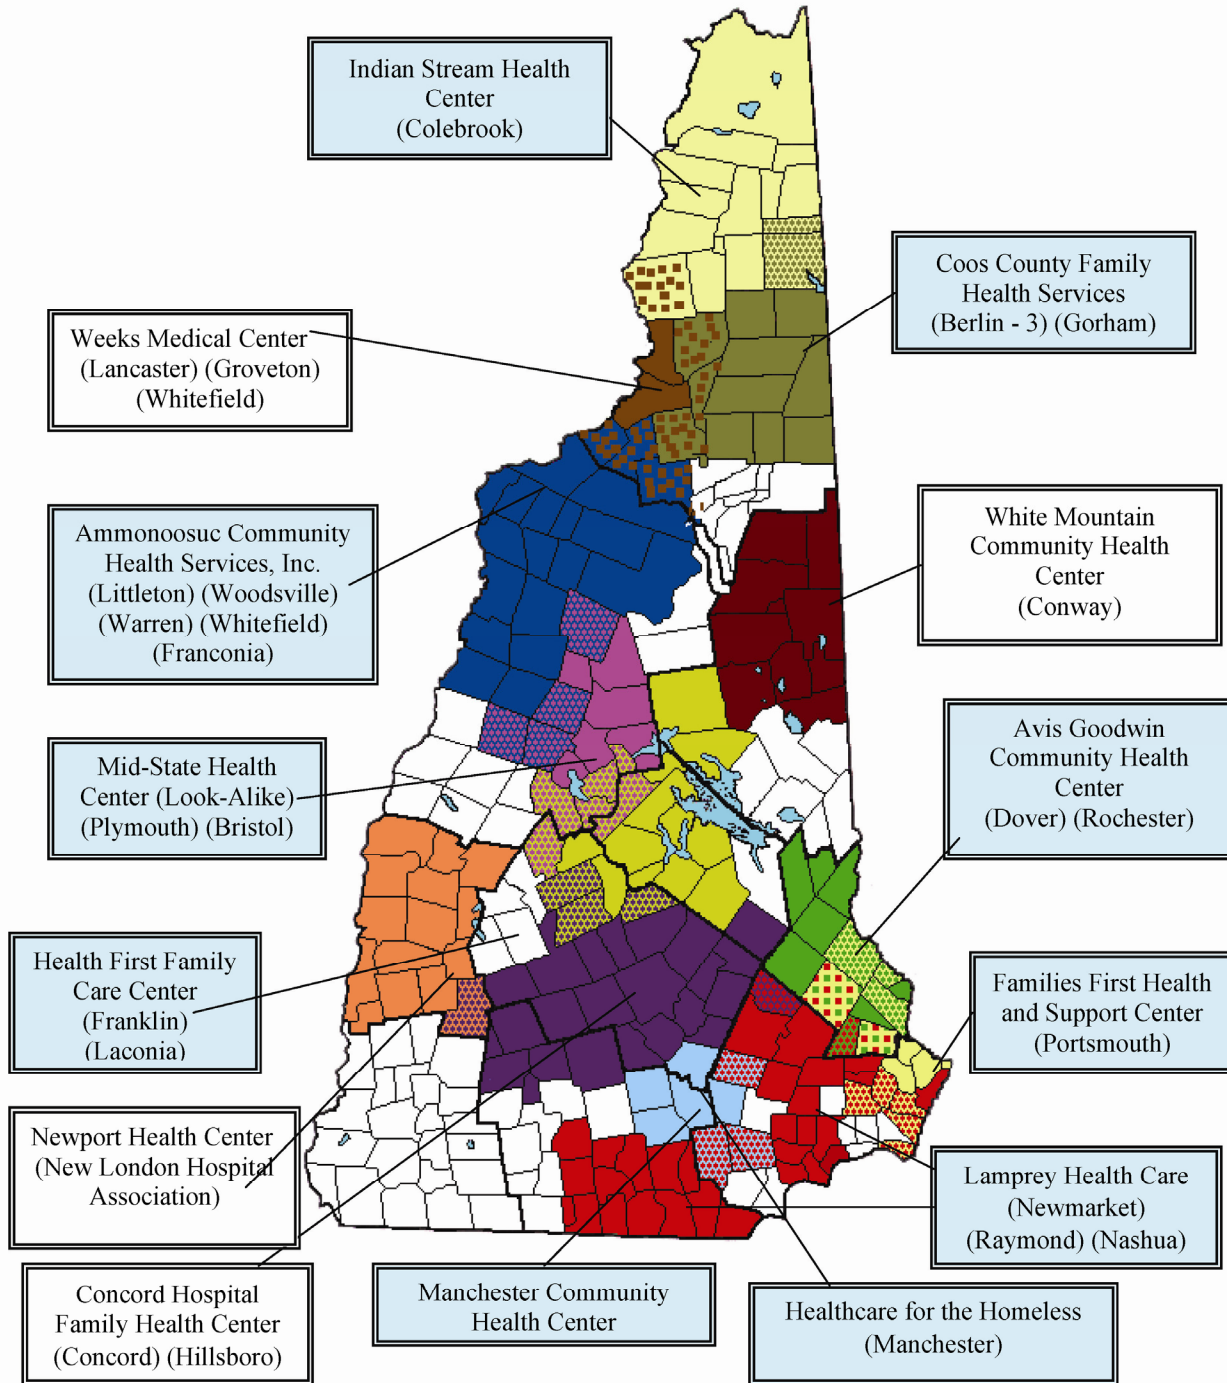 Indian Stream Health
Center
(Colebrook)
Coos County Family
Health Services
(Berlin - 3) (Gorham)
Weeks Medical Center
(Lancaster) (Groveton)
(Whitefield)
Ammonoosuc Community
Health Services, Inc.
(Littleton) (Woodsville)
(Warren) (Whitefield)
(Franconia)
White Mountain
Community Health
Center
(Conway)
Mid-State Health
Center (Look-Alike)
(Plymouth) (Bristol)
Avis Goodwin
Community Health
Center
(Dover) (Rochester)
Health First Family
Care Center
(Franklin)
(Laconia)
Families First Health
and Support Center
(Portsmouth)
Newport Health Center
(New London Hospital
Association)
Lamprey Health Care
(Newmarket)
(Raymond) (Nashua)
Concord Hospital
Family Health Center
(Concord) (Hillsboro)
Manchester Community
Health Center
Healthcare for the Homeless
(Manchester)